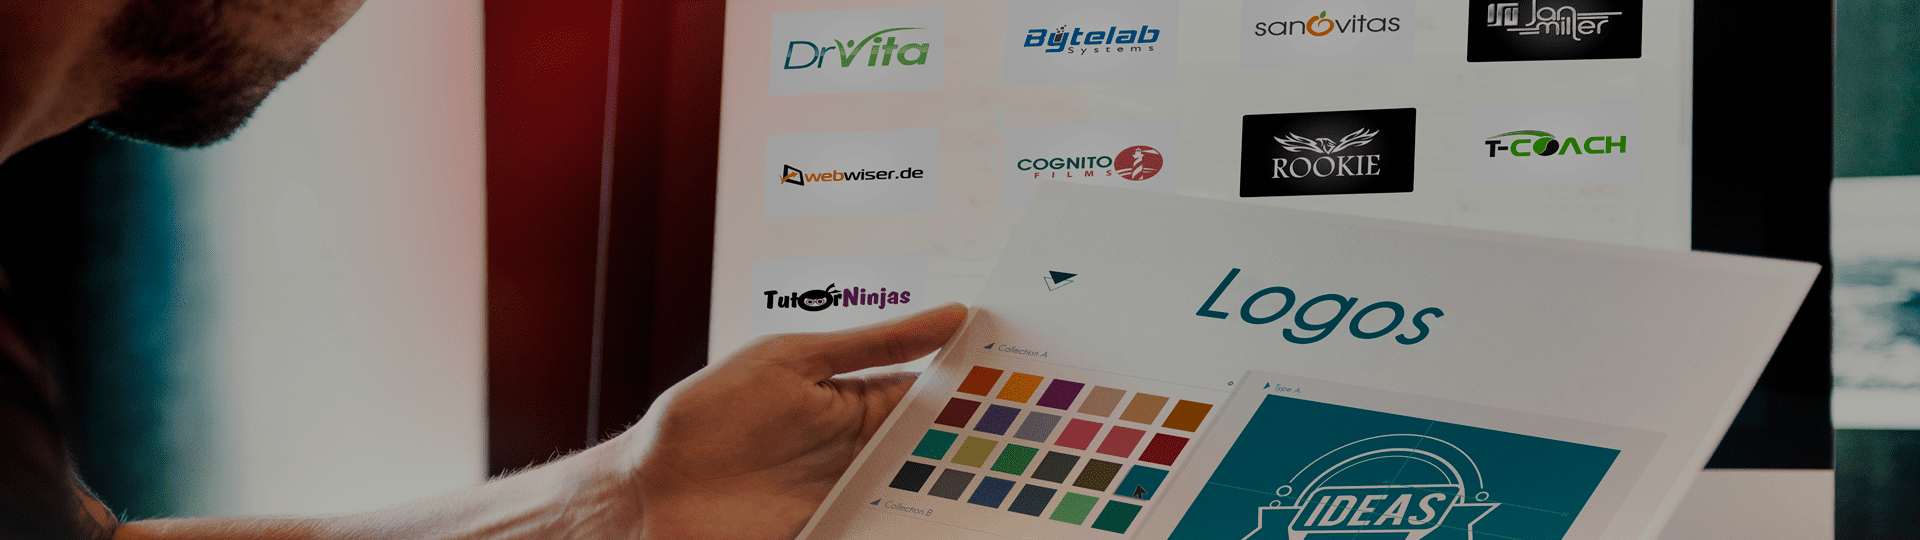 DrVita
Bytelab
Systems
sanovitas
Jan
miller
webwiser.de
COGNITO
FILMS
ROOKIE
T-COACH
TutorNinjas
Logos
Collection A
Type A
IDEAS
Collection B